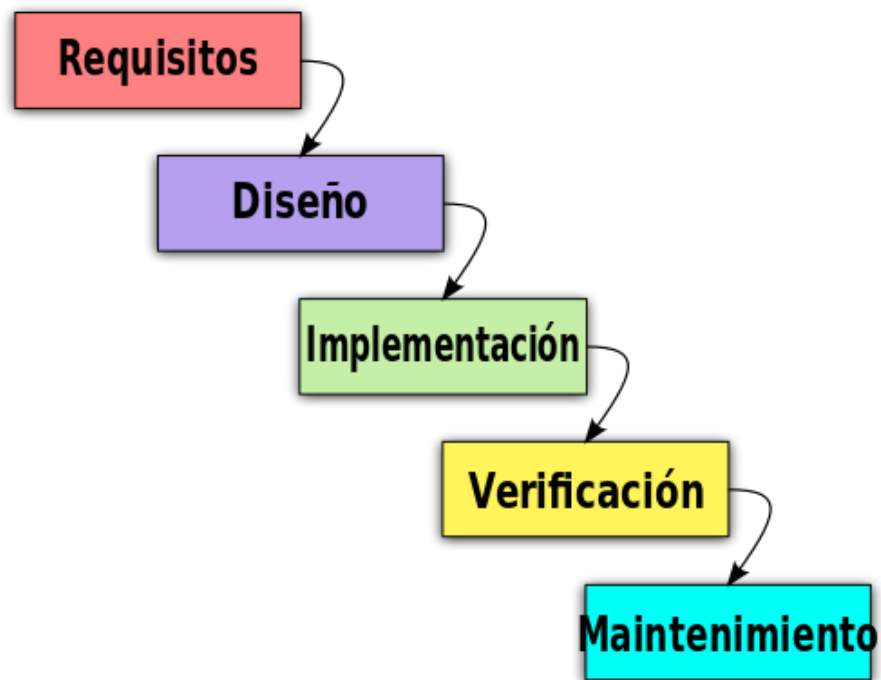 Requisitos
Diseño
Implementación
Verificación
Maintenimiento